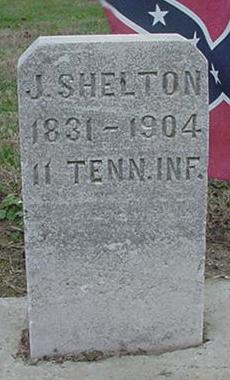 J. SHELTON
1831 - 1904
11 TENN. INF.